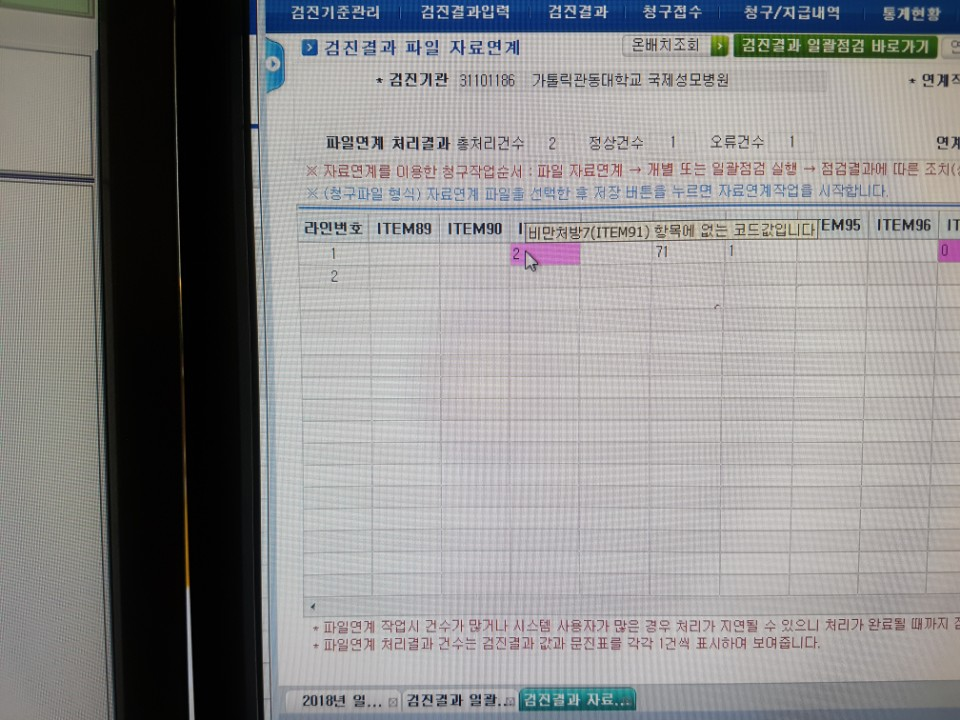 검진기준관리 검진결과입력 검진결과 청구접수 청구/지급내역 통계현황
검진결과 파일 자료연계 온배치조회 검진결과 일괄점검 바로가기
* 검진기관 31101186 가톨릭관동대학교 국제성모병원 * 연계
파일연계 처리결과 총처리건수 2 정상건수 1 오류건수 1 연계
※ 자료연계를 이용한 청구작업순서 : 파일 자료연계 → 개별 또는 일괄점검 실행 → 점검결과에 따른 조치(
※ (청구파일 형식) 자료연계 파일을 선택한 후 저장 버튼을 누르면 자료연계작업을 시작합니다.
라인번호 ITEM89 ITEM90 I 비만처방7(ITEM91) 항목에 없는 코드값입니다 EM95 ITEM96 IT
1 2 71 1 0
2
* 파일연계 작업시 건수가 많거나 시스템 사용자가 많은 경우 처리가 지연될 수 있으니 처리가 완료될 때까지
* 파일연계 처리결과 건수는 검진결과 값과 문진표를 각각 1건씩 표시하여 보여줍니다.
2018년 일... 검진결과 일괄... 검진결과 자료...